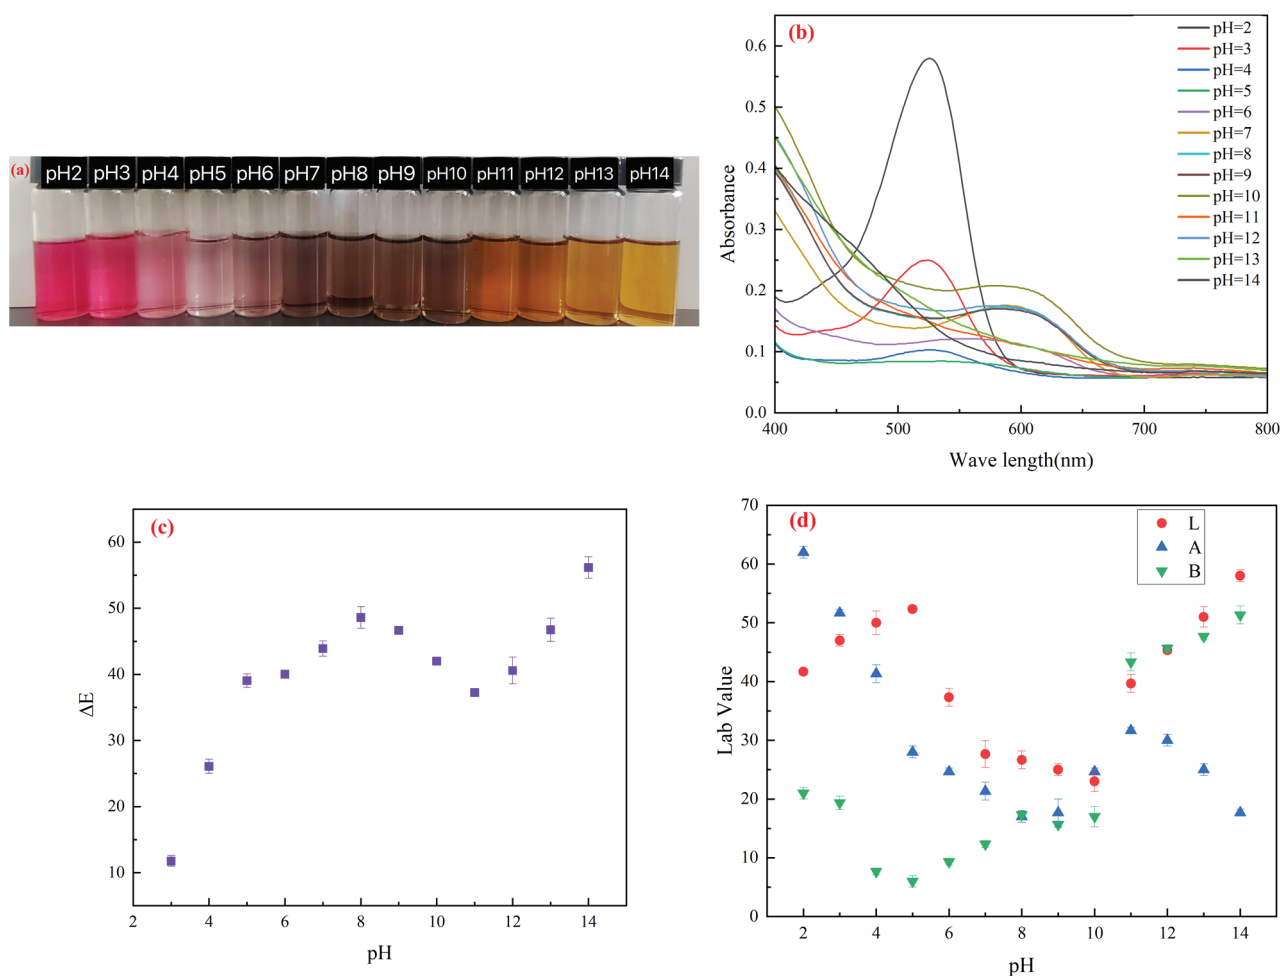 (a)
pH2 pH3 pH4 pH5 pH6 pH7 pH8 pH9 pH10 pH11 pH12 pH13 pH14
(b)
0.6
0.5
0.4
0.3
0.2
0.1
0.0
400 500 600 700 800
Absorbance
Wave length(nm)
pH=2
pH=3
pH=4
pH=5
pH=6
pH=7
pH=8
pH=9
pH=10
pH=11
pH=12
pH=13
pH=14
(c)
60
50
40
30
20
10
2 4 6 8 10 12 14
ΔE
pH
(d)
70
60
50
40
30
20
10
0
2 4 6 8 10 12 14
Lab Value
pH
L
A
B